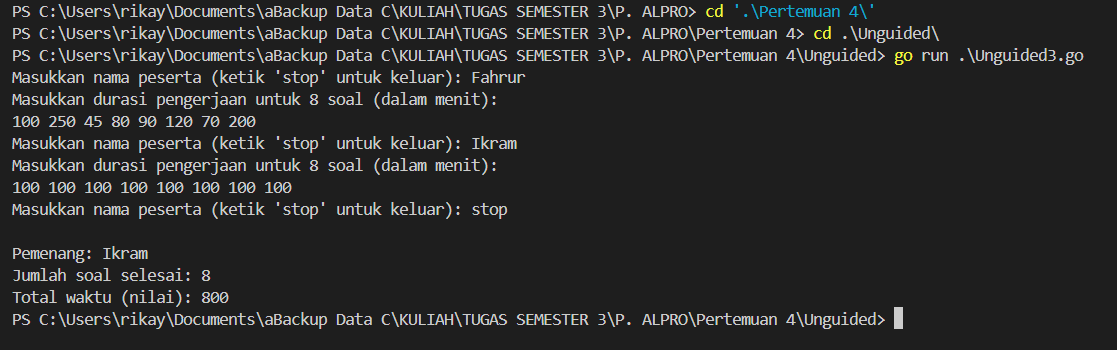 PS C:\Users\rikay\Documents\aBackup Data C\KULIAH\TUGAS SEMESTER 3\P. ALPRO> cd '.\Pertemuan 4\'
PS C:\Users\rikay\Documents\aBackup Data C\KULIAH\TUGAS SEMESTER 3\P. ALPRO\Pertemuan 4> cd .\Unguided\
PS C:\Users\rikay\Documents\aBackup Data C\KULIAH\TUGAS SEMESTER 3\P. ALPRO\Pertemuan 4\Unguided> go run .\Unguided3.go
Masukkan nama peserta (ketik 'stop' untuk keluar): Fahrur
Masukkan durasi pengerjaan untuk 8 soal (dalam menit):
100 250 45 80 90 120 70 200
Masukkan nama peserta (ketik 'stop' untuk keluar): Ikram
Masukkan durasi pengerjaan untuk 8 soal (dalam menit):
100 100 100 100 100 100 100 100
Masukkan nama peserta (ketik 'stop' untuk keluar): stop
Pemenang: Ikram
Jumlah soal selesai: 8
Total waktu (nilai): 800
PS C:\Users\rikay\Documents\aBackup Data C\KULIAH\TUGAS SEMESTER 3\P. ALPRO\Pertemuan 4\Unguided>